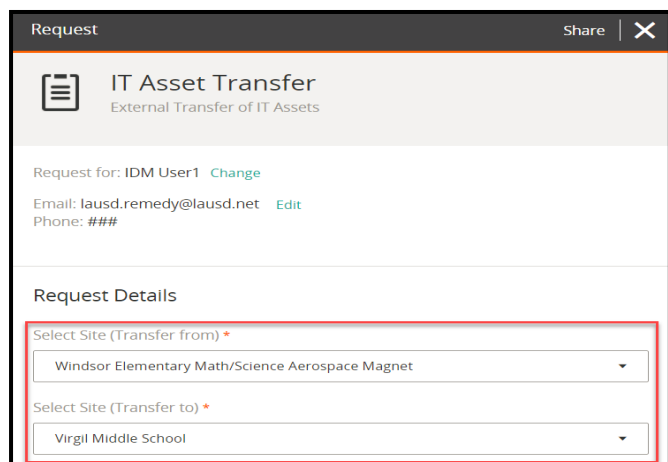 Request Share
IT Asset Transfer
External Transfer of IT Assets
Request for: IDM User1 Change
Email: lausd.remedy@lausd.net Edit
Phone: ###
Request Details
Select Site (Transfer from) *
Windsor Elementary Math/Science Aerospace Magnet
Select Site (Transfer to) *
Virgil Middle School